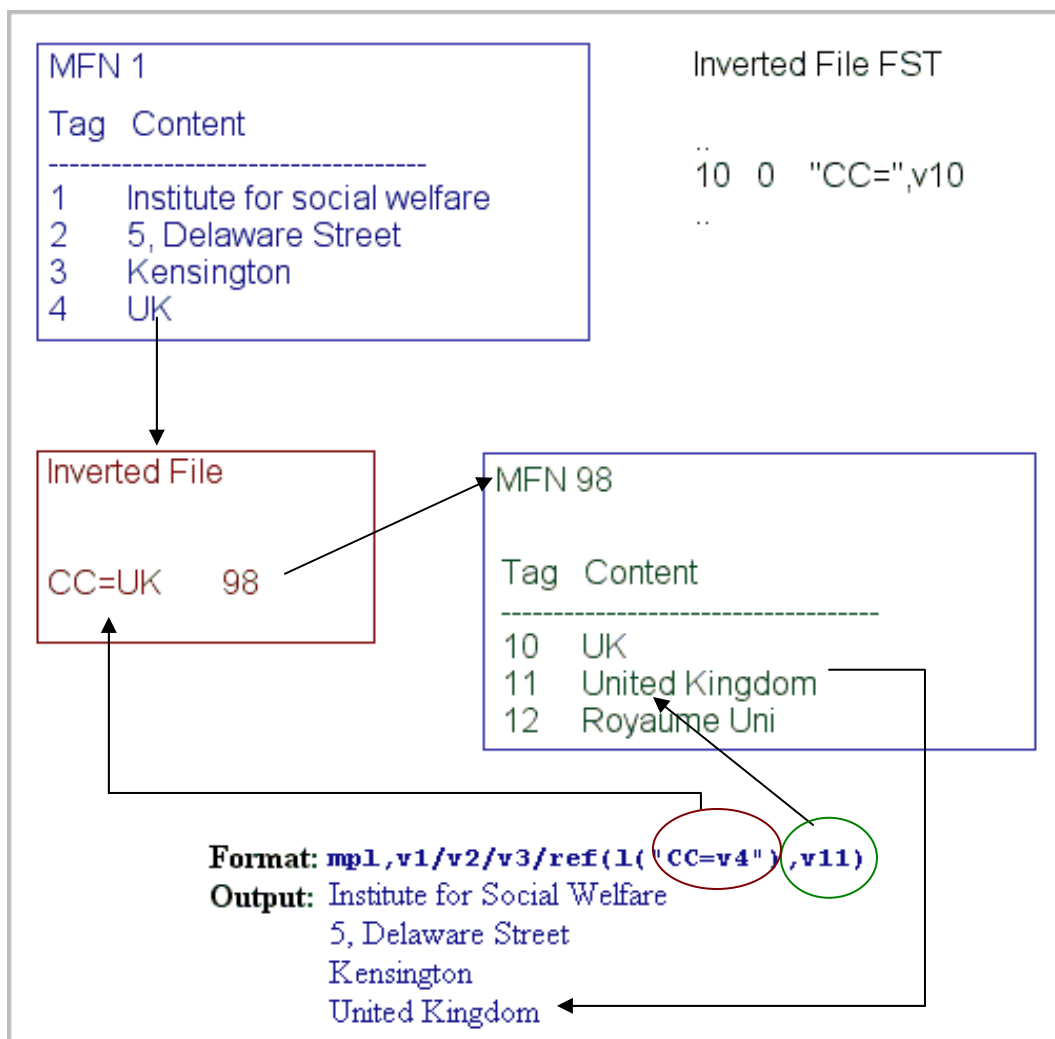 MFN 1
Tag Content
------------------------------------
1 Institute for social welfare
2 5, Delaware Street
3 Kensington
4 UK
Inverted File FST
..
10 0 "CC=",v10
..
Inverted File
CC=UK 98
MFN 98
Tag Content
------------------------------------
10 UK
11 United Kingdom
12 Royaume Uni
Format: mpl,v1/v2/v3/ref(l("CC=v4"),v11)
Output: Institute for Social Welfare
5, Delaware Street
Kensington
United Kingdom